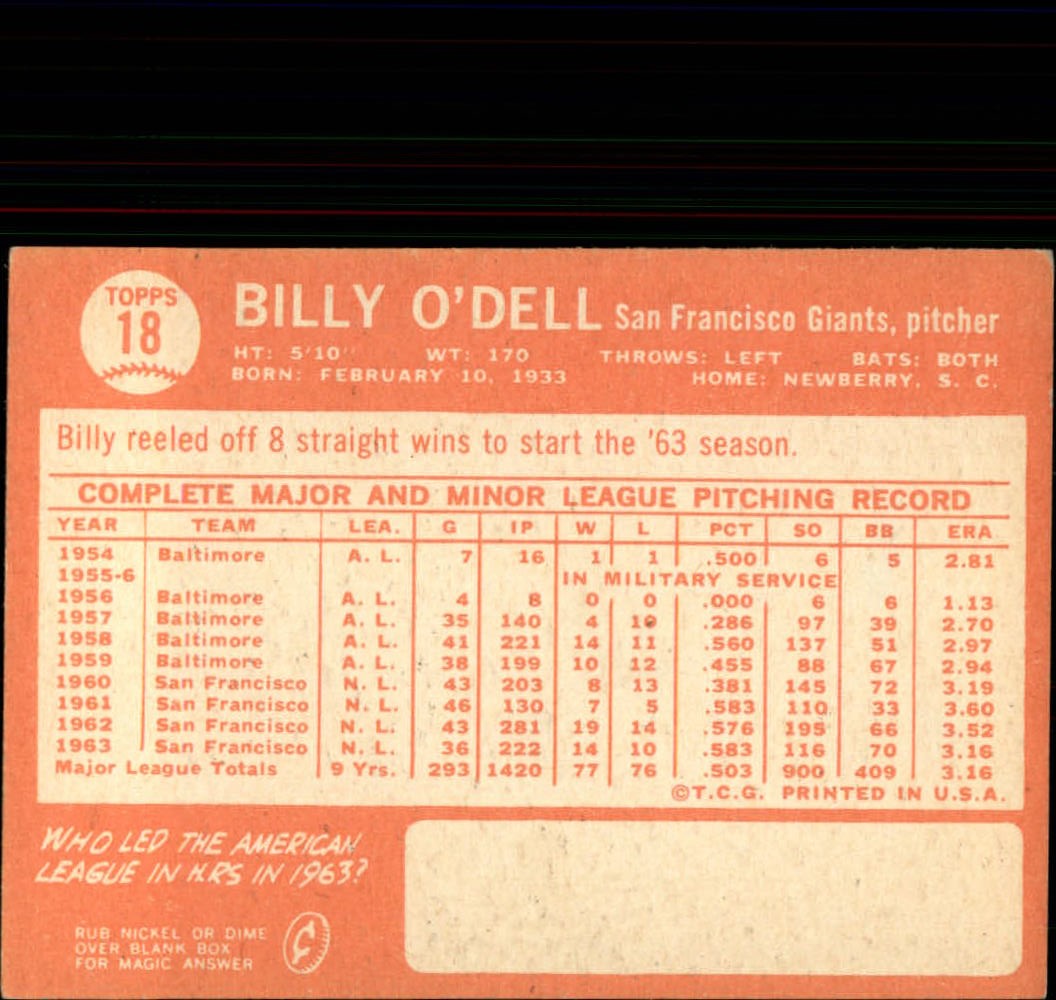 TOPPS
18
BILLY O'DELL San Francisco Giants, pitcher
HT: 5'10" WT: 170 THROWS: LEFT BATS: BOTH
BORN: FEBRUARY 10, 1933 HOME: NEWBERRY, S. C.
Billy reeled off 8 straight wins to start the '63 season.
COMPLETE MAJOR AND MINOR LEAGUE PITCHING RECORD
YEAR TEAM LEA. G IP W L PCT SO BB ERA
1954 Baltimore A. L. 7 16 1 1 .500 6 5 2.81
1955-6 IN MILITARY SERVICE
1956 Baltimore A. L. 4 8 0 0 .000 6 6 1.13
1957 Baltimore A. L. 35 140 4 10 .286 97 39 2.70
1958 Baltimore A. L. 41 221 14 11 .560 137 51 2.97
1959 Baltimore A. L. 38 199 10 12 .455 88 67 2.94
1960 San Francisco N. L. 43 203 8 13 .381 145 72 3.19
1961 San Francisco N. L. 46 130 7 5 .583 110 33 3.60
1962 San Francisco N. L. 43 281 19 14 .576 195 66 3.52
1963 San Francisco N. L. 36 222 14 10 .583 116 70 3.16
Major League Totals 9 Yrs. 293 1420 77 76 .503 900 409 3.16
©T.C.G. PRINTED IN U.S.A.
WHO LED THE AMERICAN
LEAGUE IN H.RS IN 1963?
RUB NICKEL OR DIME
OVER BLANK BOX
FOR MAGIC ANSWER